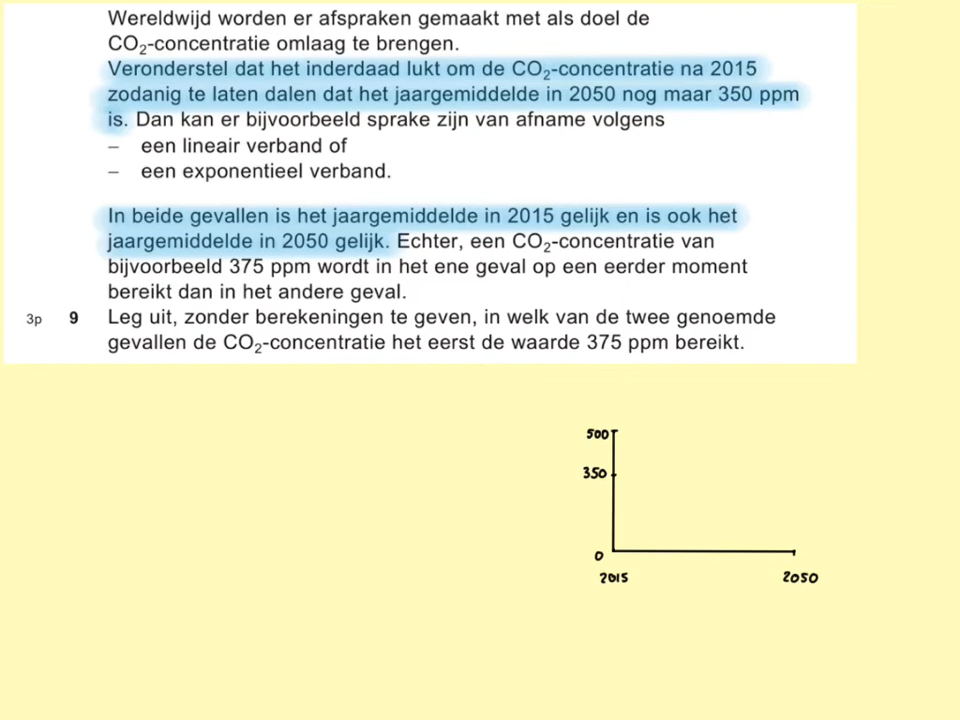 Wereldwijd worden er afspraken gemaakt met als doel de
CO₂-concentratie omlaag te brengen.
Veronderstel dat het inderdaad lukt om de CO₂-concentratie na 2015
zodanig te laten dalen dat het jaargemiddelde in 2050 nog maar 350 ppm
is. Dan kan er bijvoorbeeld sprake zijn van afname volgens
– een lineair verband of
– een exponentieel verband.
In beide gevallen is het jaargemiddelde in 2015 gelijk en is ook het
jaargemiddelde in 2050 gelijk. Echter, een CO₂-concentratie van
bijvoorbeeld 375 ppm wordt in het ene geval op een eerder moment
bereikt dan in het andere geval.
3p 9 Leg uit, zonder berekeningen te geven, in welk van de twee genoemde
gevallen de CO₂-concentratie het eerst de waarde 375 ppm bereikt.
500
350
0
2015 2050